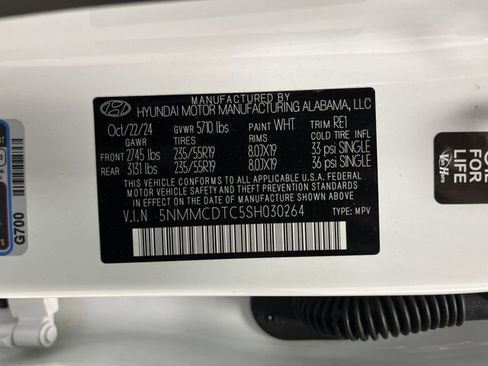 MANUFACTURED BY
HYUNDAI MOTOR MANUFACTURING ALABAMA, LLC
Oct/22/24 GVWR 5710 lbs PAINT WHT TRIM RE1
GAWR TIRES RIMS COLD TIRE INFL
FRONT 2745 lbs 235/55R19 8.0JX19 33 psi SINGLE
REAR 3131 lbs 235/55R19 8.0JX19 36 psi SINGLE
THIS VEHICLE CONFORMS TO ALL APPLICABLE U.S.A. FEDERAL
MOTOR VEHICLE SAFETY AND THEFT PREVENTION STANDARDS IN
EFFECT ON THE DATE OF MANUFACTURE SHOWN ABOVE.
V.I.N 5NMMCDTC5SH030264 TYPE: MPV
G700
FOR
LIFE